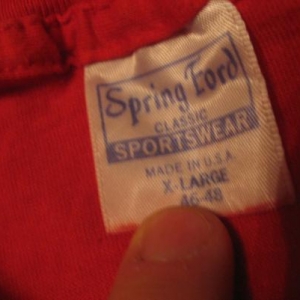 Spring Ford
CLASSIC
SPORTSWEAR
MADE IN U.S.A.
X-LARGE
46-48